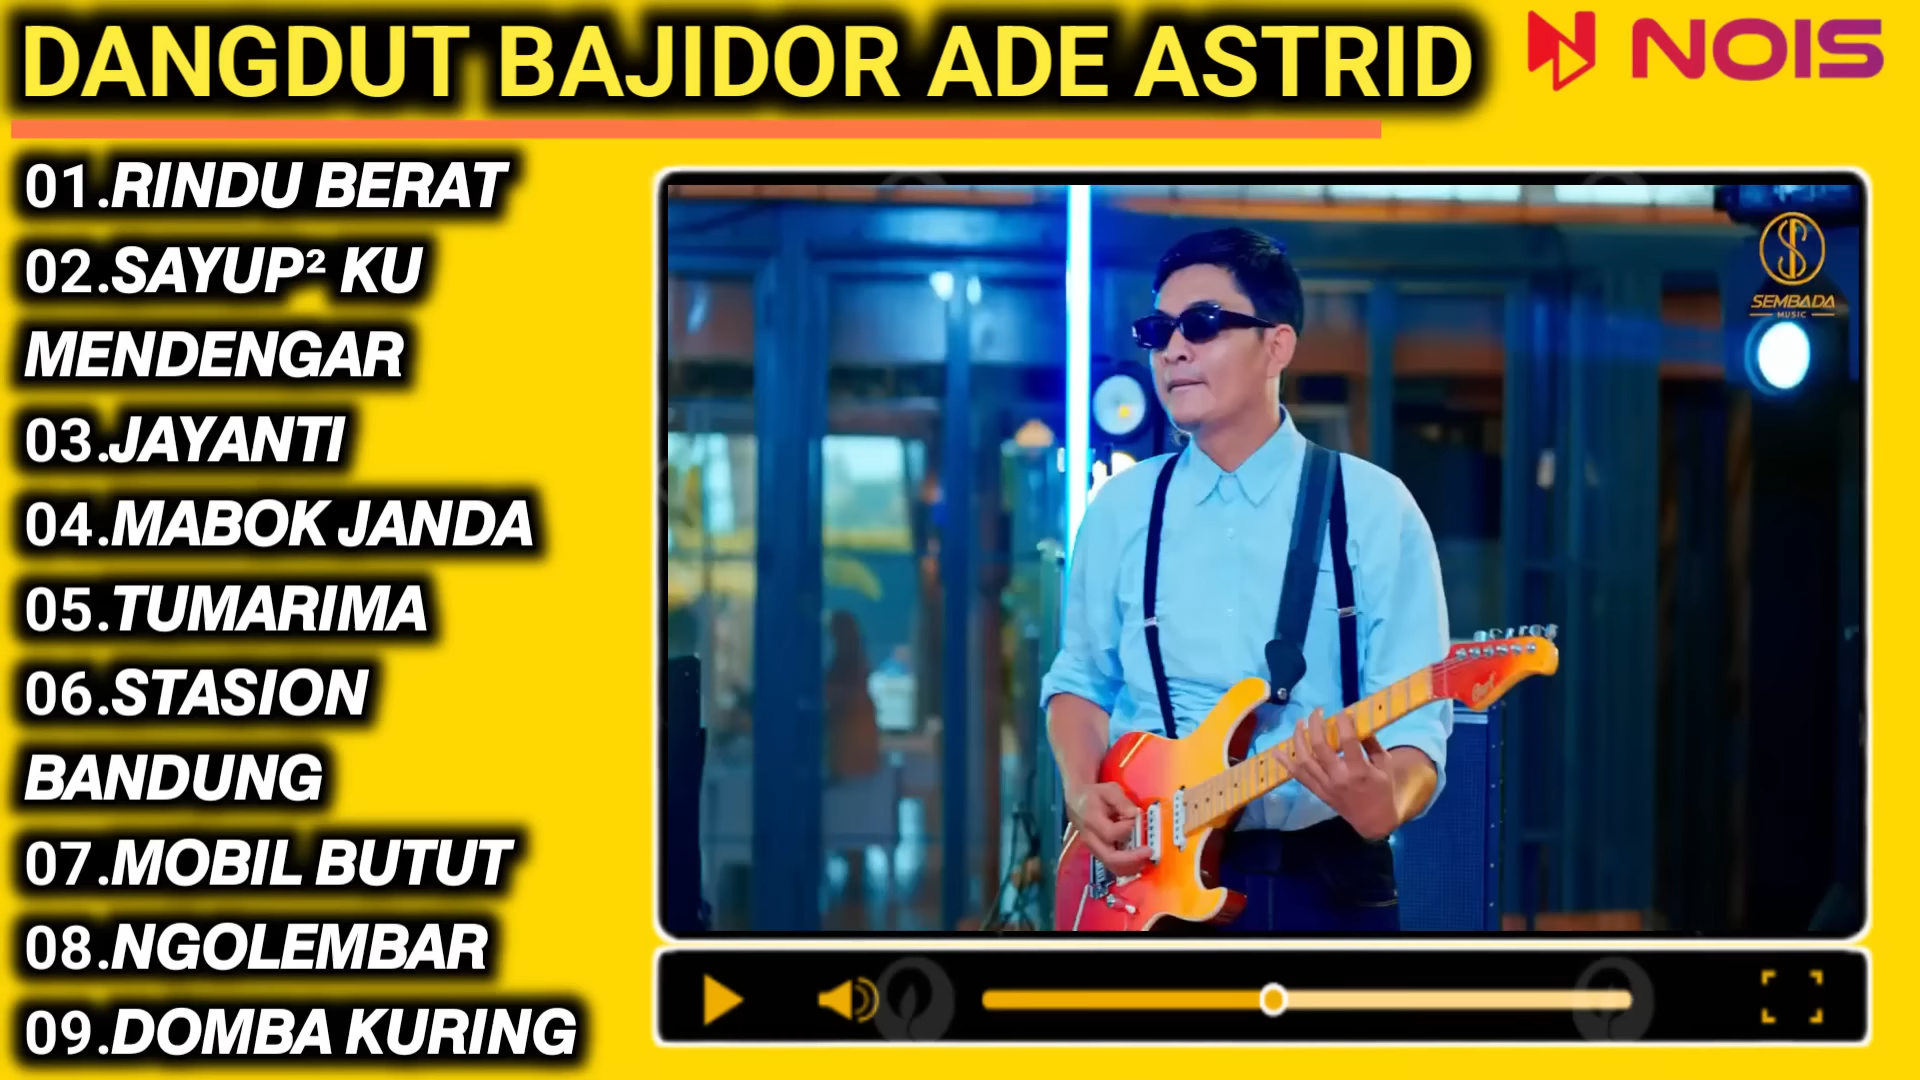 DANGDUT BAJIDOR ADE ASTRID
NOIS
01.RINDU BERAT
02.SAYUP² KU
MENDENGAR
03.JAYANTI
04.MABOK JANDA
05.TUMARIMA
06.STASION
BANDUNG
07.MOBIL BUTUT
08.NGOLEMBAR
09.DOMBA KURING
SEMBADA
MUSIC